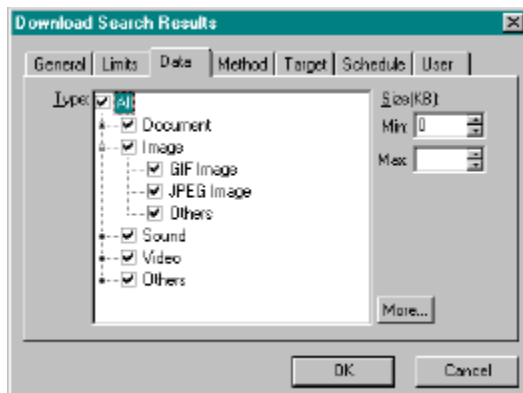 Download Search Results
General Limits Data Method Target Schedule User
Type: All
Document
Image
GIF Image
JPEG Image
Others
Sound
Video
Others
Size(KB):
Min: 0
Max:
More...
OK Cancel